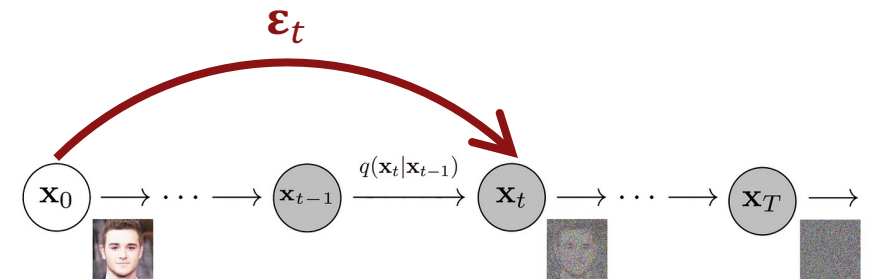 ε_t
q(x_t|x_{t−1})
x_0 ⟶ ··· ⟶ x_{t−1} ⟶ x_t ⟶ ··· ⟶ x_T ⟶